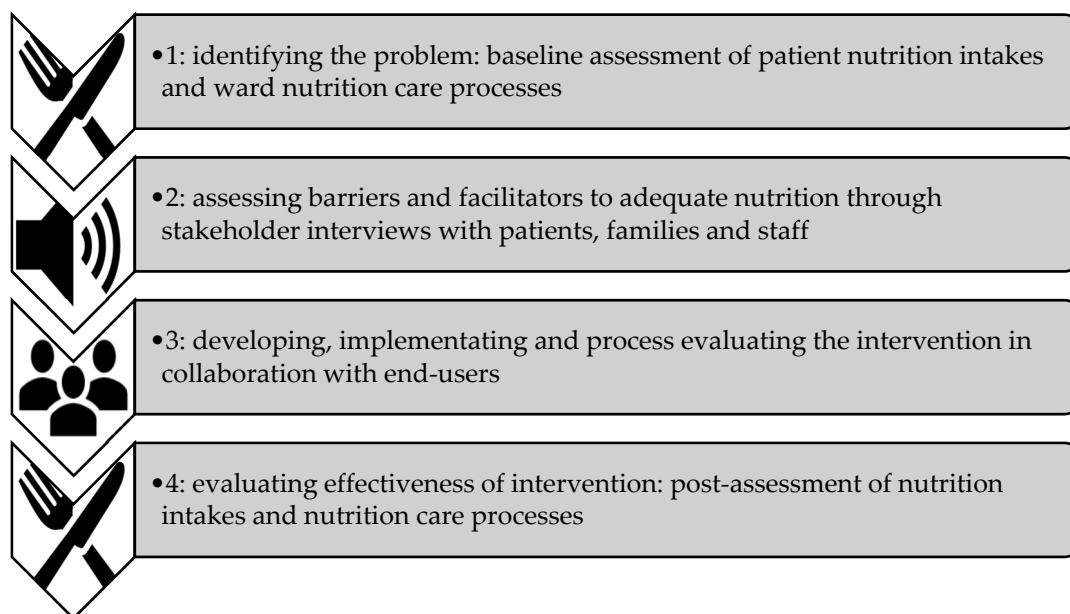 •1: identifying the problem: baseline assessment of patient nutrition intakes
and ward nutrition care processes
•2: assessing barriers and facilitators to adequate nutrition through
stakeholder interviews with patients, families and staff
•3: developing, implementating and process evaluating the intervention in
collaboration with end-users
•4: evaluating effectiveness of intervention: post-assessment of nutrition
intakes and nutrition care processes